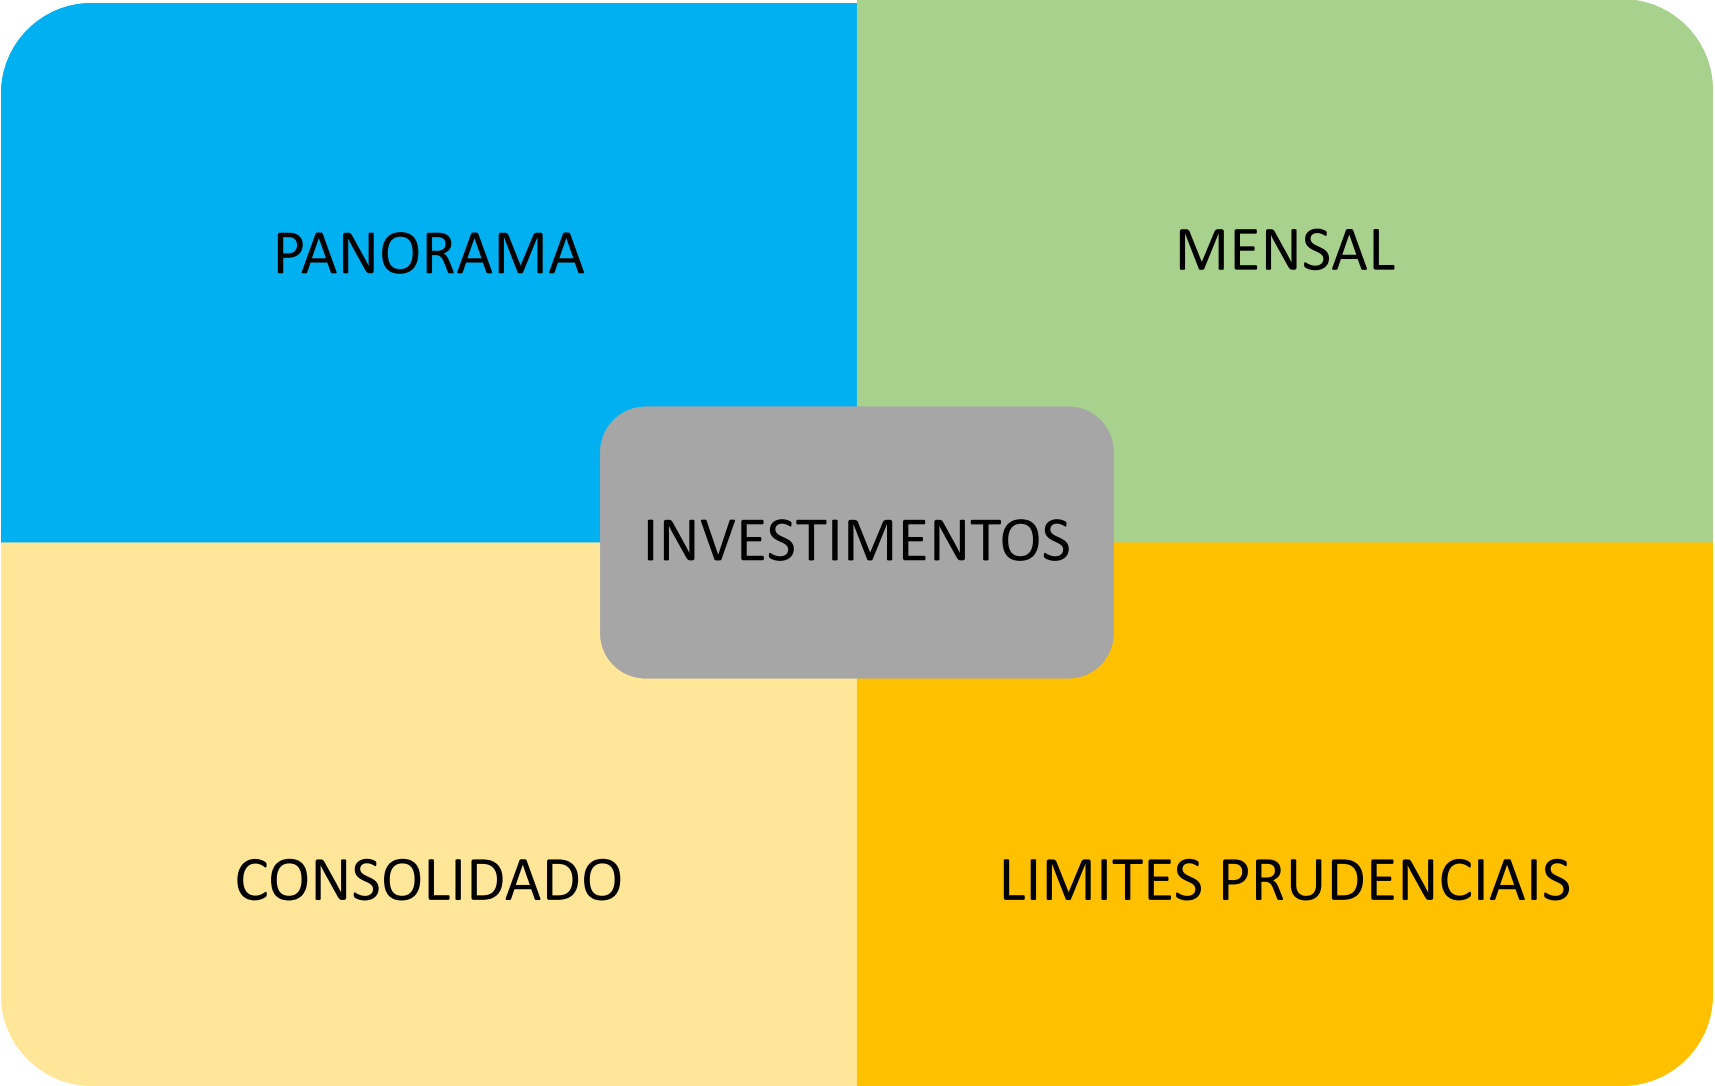 PANORAMA
MENSAL
INVESTIMENTOS
CONSOLIDADO
LIMITES PRUDENCIAIS